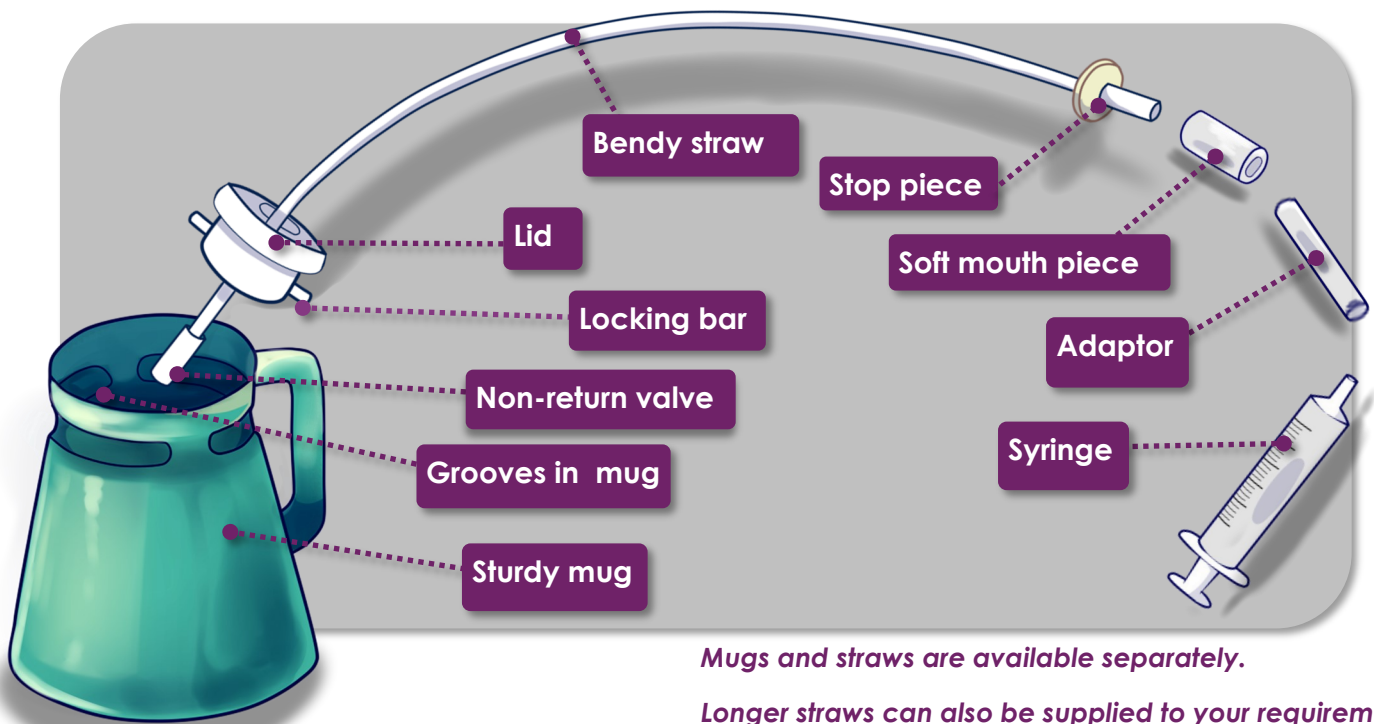 Bendy straw
Stop piece
Lid
Soft mouth piece
Locking bar
Adaptor
Non-return valve
Syringe
Grooves in mug
Sturdy mug
Mugs and straws are available separately.
Longer straws can also be supplied to your requirem